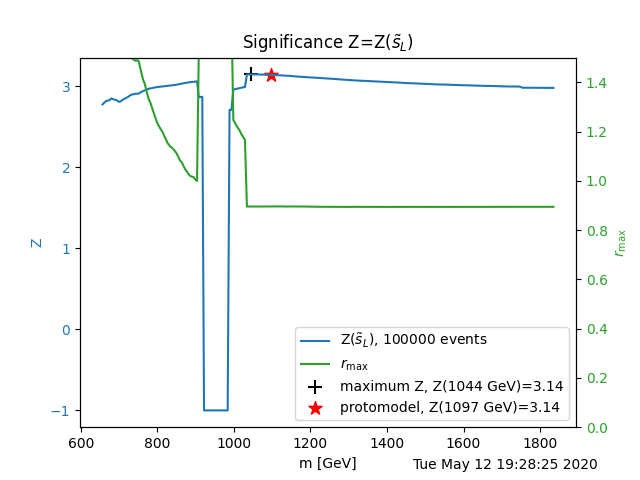 Significance Z=Z(s̃_L)
3
2
1
0
−1
Z
1.4
1.2
1.0
0.8
0.6
0.4
0.2
0.0
r_max
Z(s̃_L), 100000 events
r_max
maximum Z, Z(1044 GeV)=3.14
protomodel, Z(1097 GeV)=3.14
600 800 1000 1200 1400 1600 1800
m [GeV]
Tue May 12 19:28:25 2020